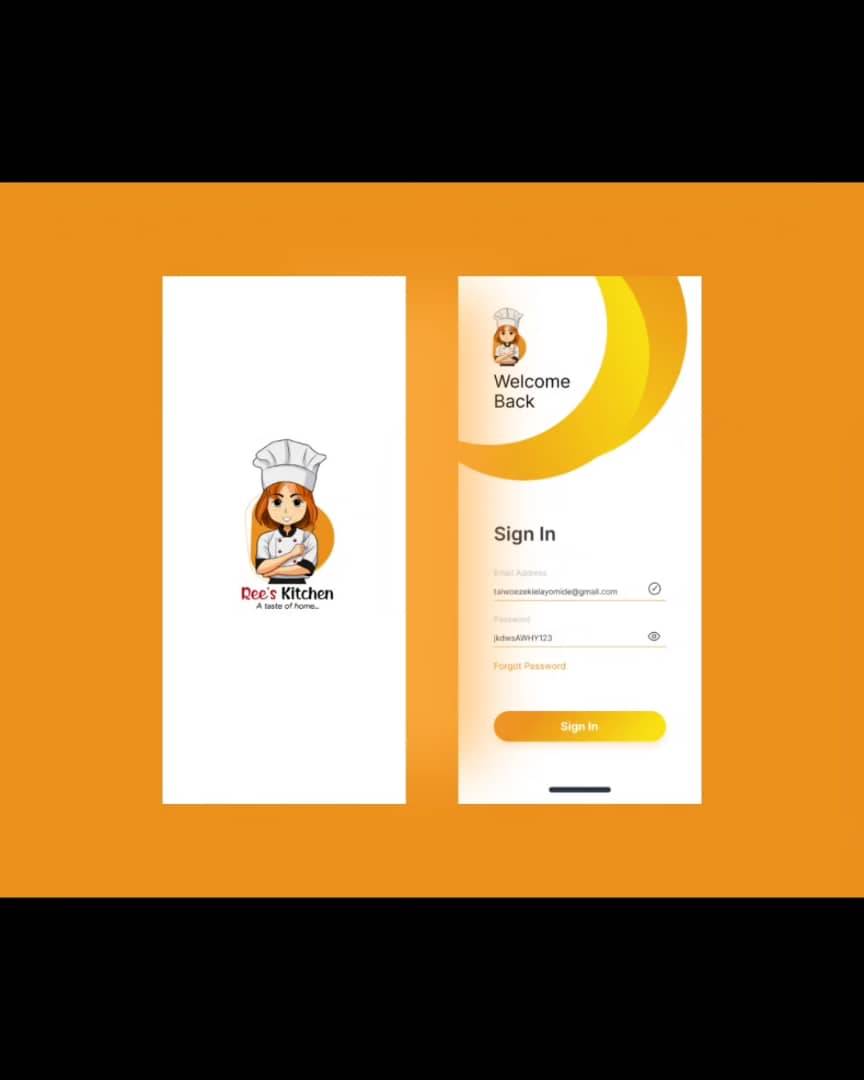 Ree's Kitchen
A taste of home...
Welcome
Back
Sign In
Email Address
taiwoezekielayomide@gmail.com
Password
jkdwsAWHY123
Forgot Password
Sign In